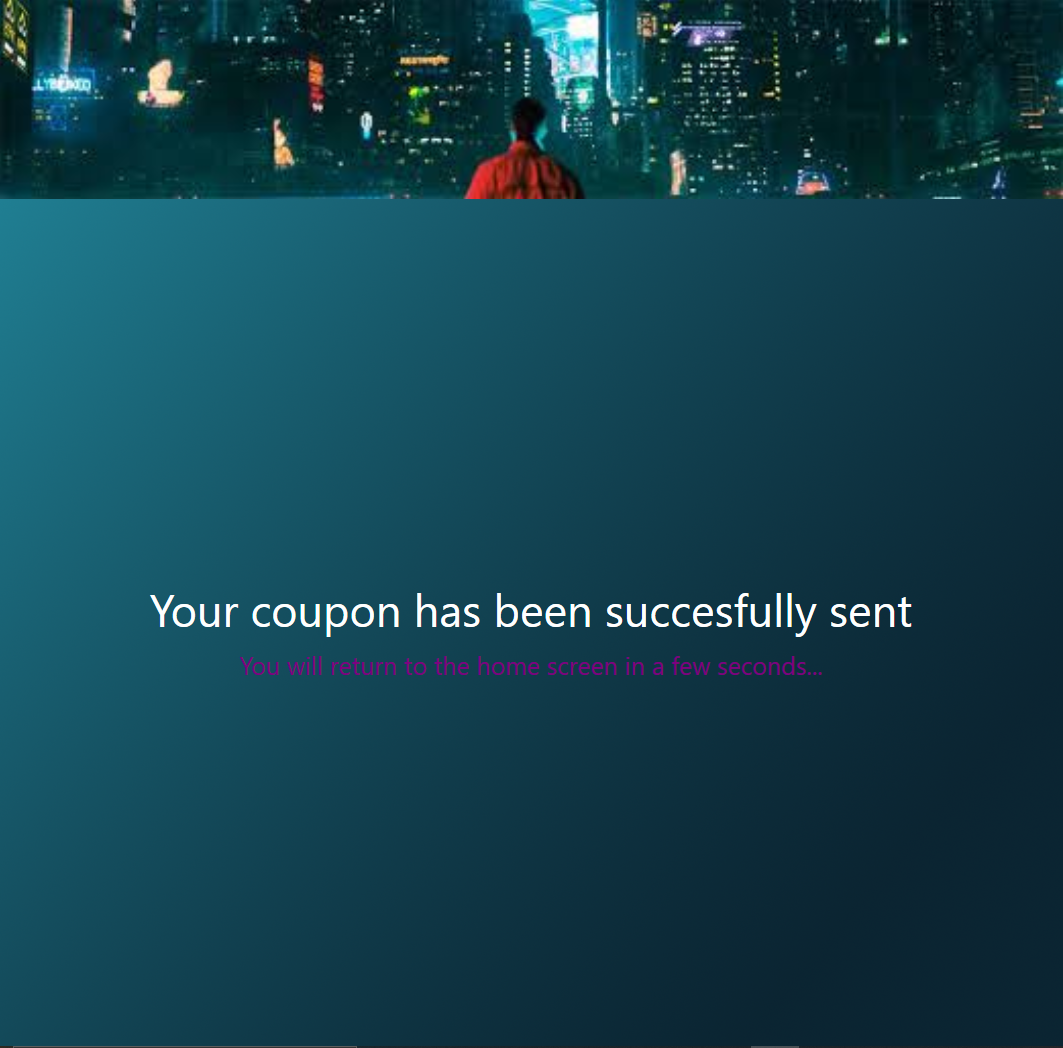 Your coupon has been succesfully sent
You will return to the home screen in a few seconds...